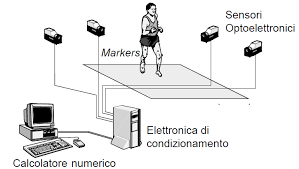 Sensori
Optoelettronici
Markers
Elettronica di
condizionamento
Calcolatore numerico